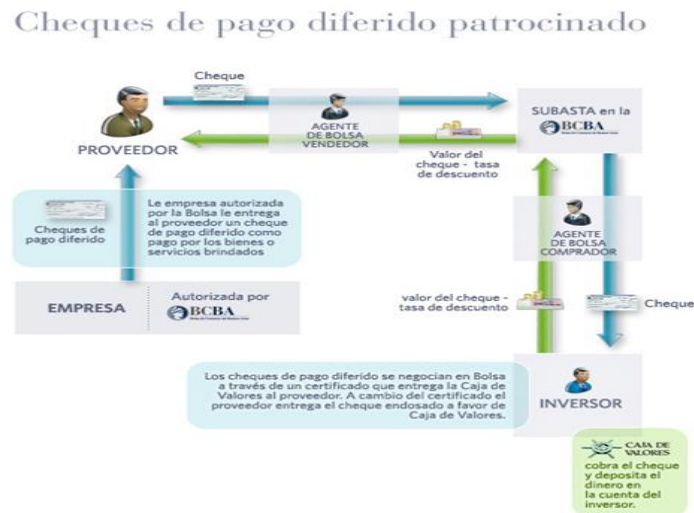 Cheques de pago diferido patrocinado
Cheque
PROVEEDOR
AGENTE
DE BOLSA
VENDEDOR
SUBASTA en la
BCBA
Valor del
cheque - tasa
de descuento
Cheques de
pago diferido
Le empresa autorizada
por la Bolsa le entrega
al proveedor un cheque
de pago diferido como
pago por los bienes o
servicios brindados
AGENTE
DE BOLSA
COMPRADOR
EMPRESA
Autorizada por
BCBA
valor del cheque -
tasa de descuento
Cheque
Los cheques de pago diferido se negocian en Bolsa
a través de un certificado que entrega la Caja de
Valores al proveedor. A cambio del certificado el
proveedor entrega el cheque endosado a favor de
Caja de Valores.
INVERSOR
CAJA DE
VALORES
cobra el cheque
y deposita el
dinero en
la cuenta del
inversor.